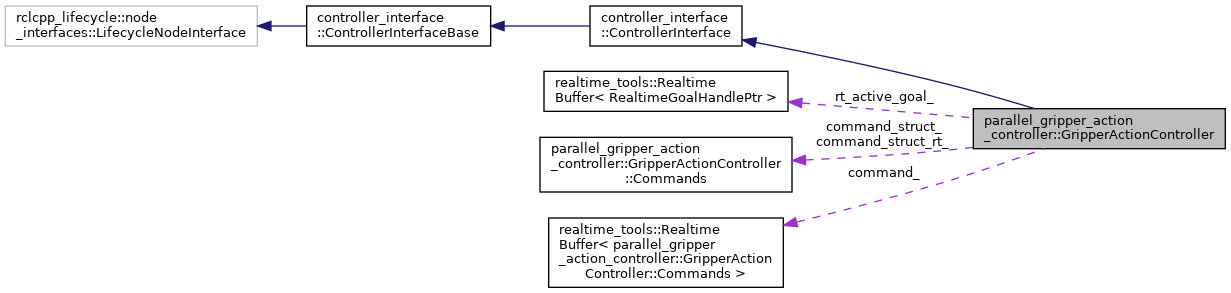 rclcpp_lifecycle::node
_interfaces::LifecycleNodeInterface
controller_interface
::ControllerInterfaceBase
controller_interface
::ControllerInterface
realtime_tools::Realtime
Buffer< RealtimeGoalHandlePtr >
rt_active_goal_
parallel_gripper_action
_controller::GripperActionController
command_struct_
command_struct_rt_
parallel_gripper_action
_controller::GripperActionController
::Commands
command_
realtime_tools::Realtime
Buffer< parallel_gripper
_action_controller::GripperAction
Controller::Commands >